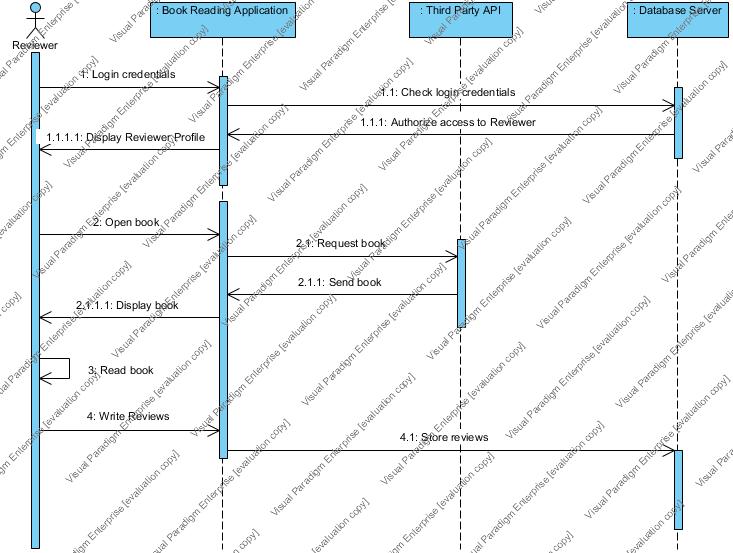 : Book Reading Application
: Third Party API
: Database Server
Reviewer
1: Login credentials
1.1: Check login credentials
1.1.1: Authorize access to Reviewer
1.1.1.1: Display Reviewer Profile
2: Open book
2.1: Request book
2.1.1: Send book
2.1.1.1: Display book
3: Read book
4: Write Reviews
4.1: Store reviews
Visual Paradigm Enterprise [evaluation copy]